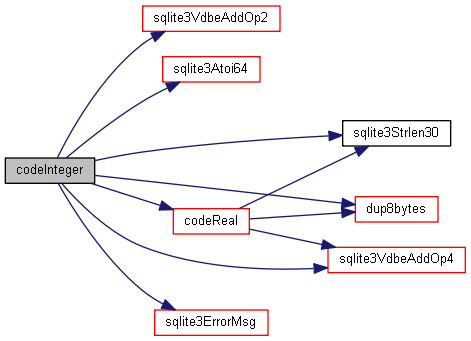 sqlite3VdbeAddOp2
sqlite3Atoi64
sqlite3Strlen30
codeInteger
dup8bytes
codeReal
sqlite3VdbeAddOp4
sqlite3ErrorMsg